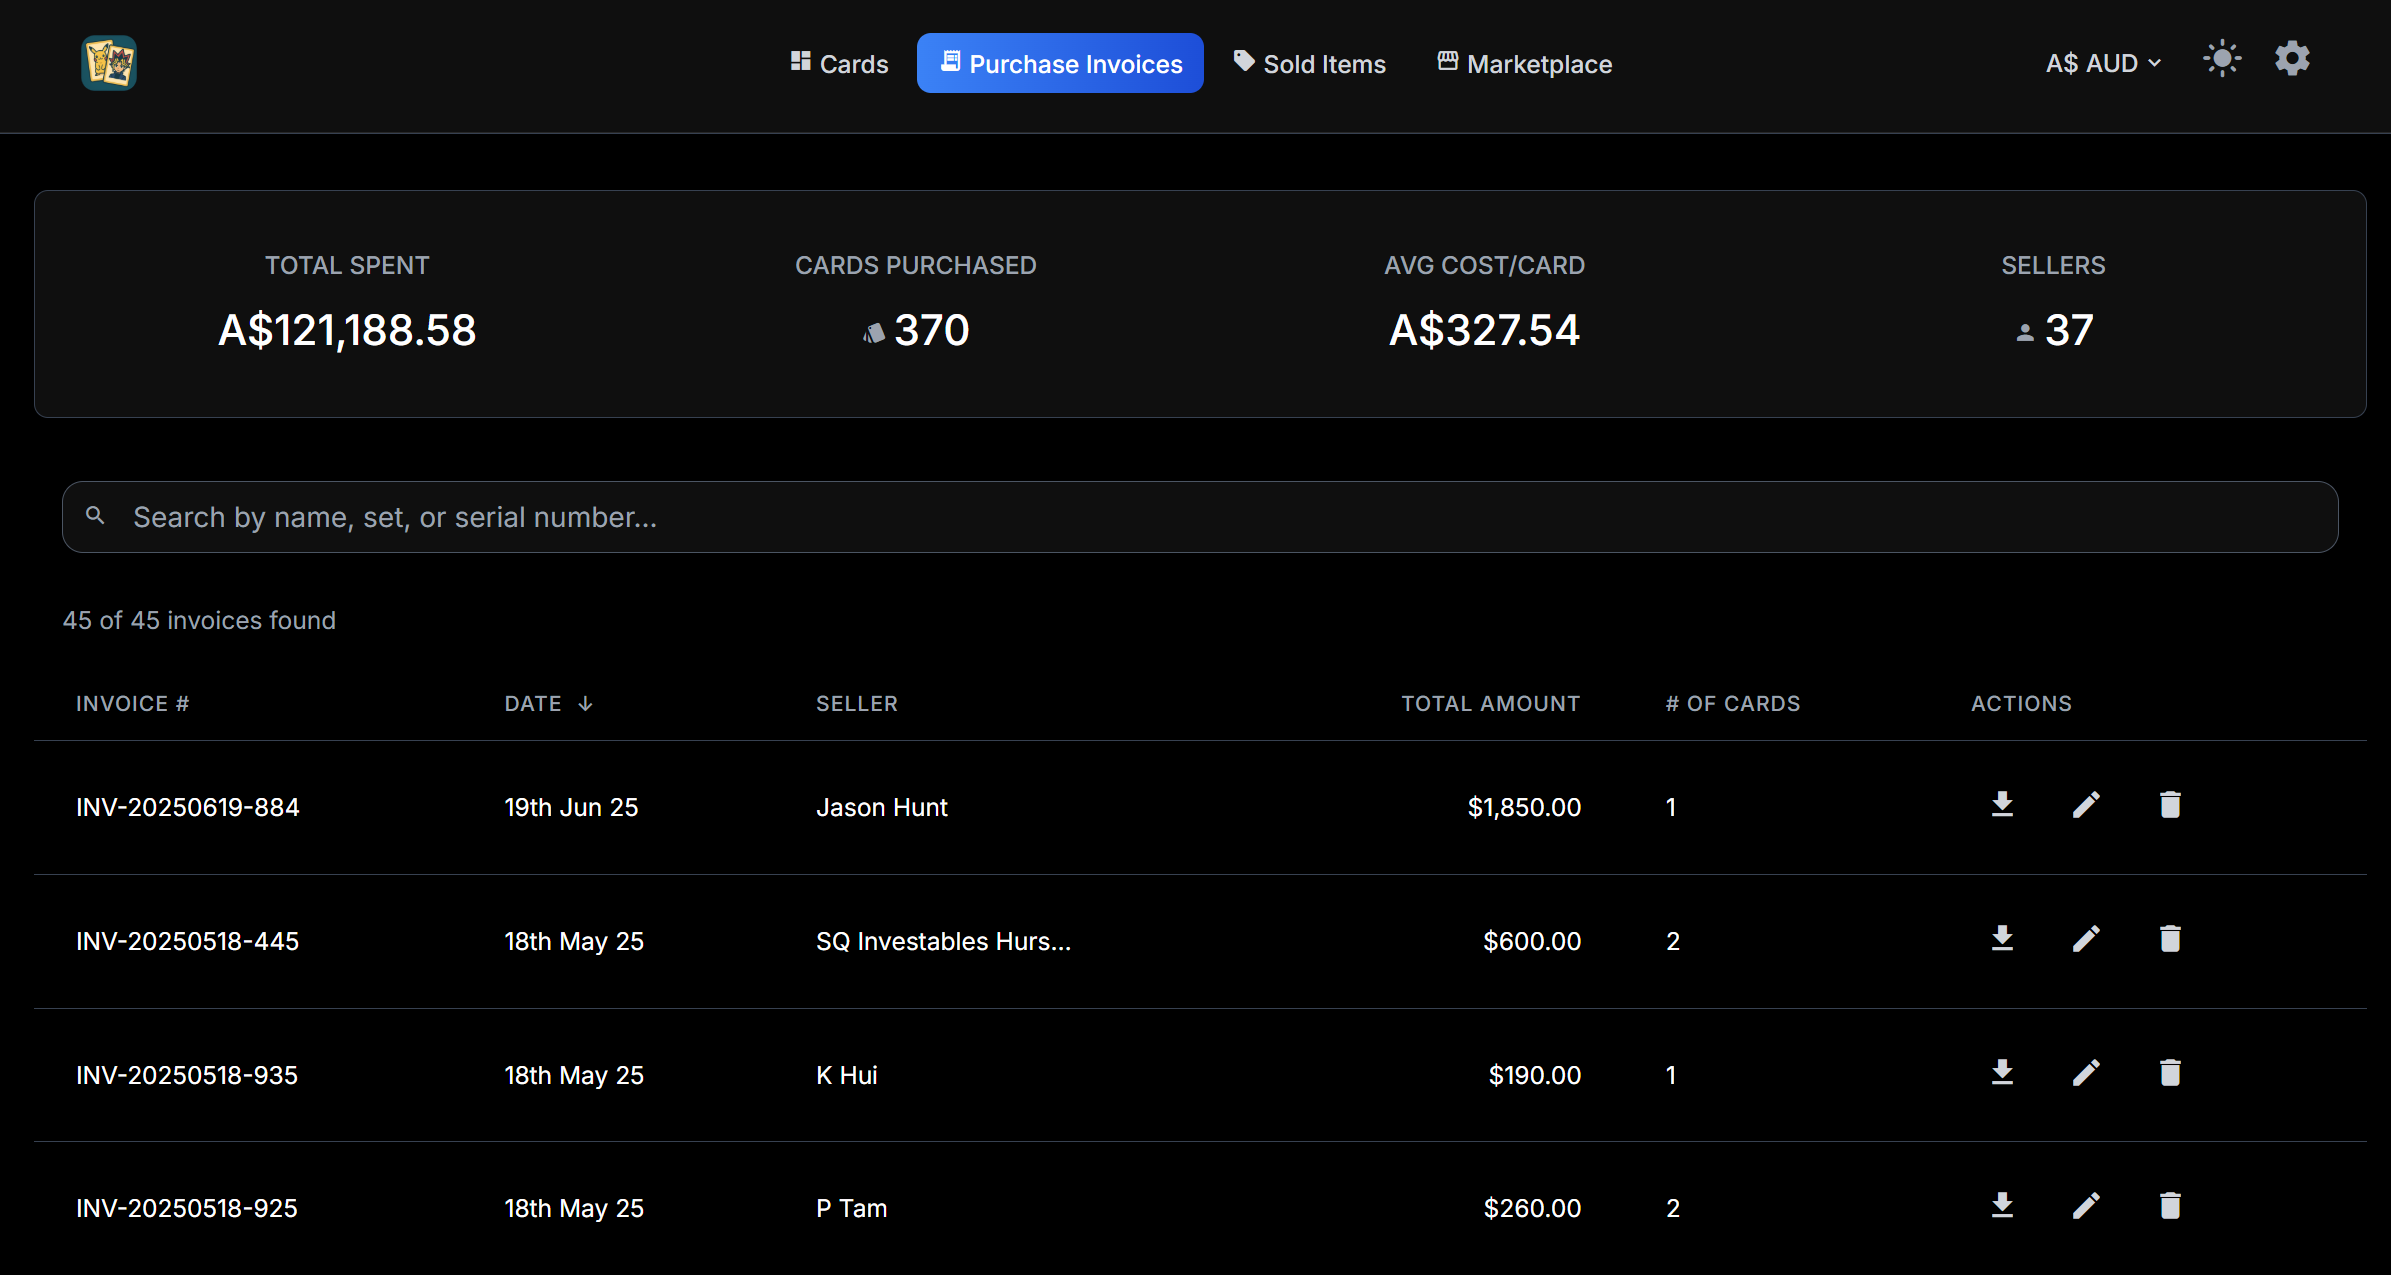 Cards Purchase Invoices Sold Items Marketplace A$ AUD
TOTAL SPENT CARDS PURCHASED AVG COST/CARD SELLERS
A$121,188.58 370 A$327.54 37
Search by name, set, or serial number...
45 of 45 invoices found
INVOICE # DATE ↓ SELLER TOTAL AMOUNT # OF CARDS ACTIONS
INV-20250619-884 19th Jun 25 Jason Hunt $1,850.00 1
INV-20250518-445 18th May 25 SQ Investables Hurs... $600.00 2
INV-20250518-935 18th May 25 K Hui $190.00 1
INV-20250518-925 18th May 25 P Tam $260.00 2